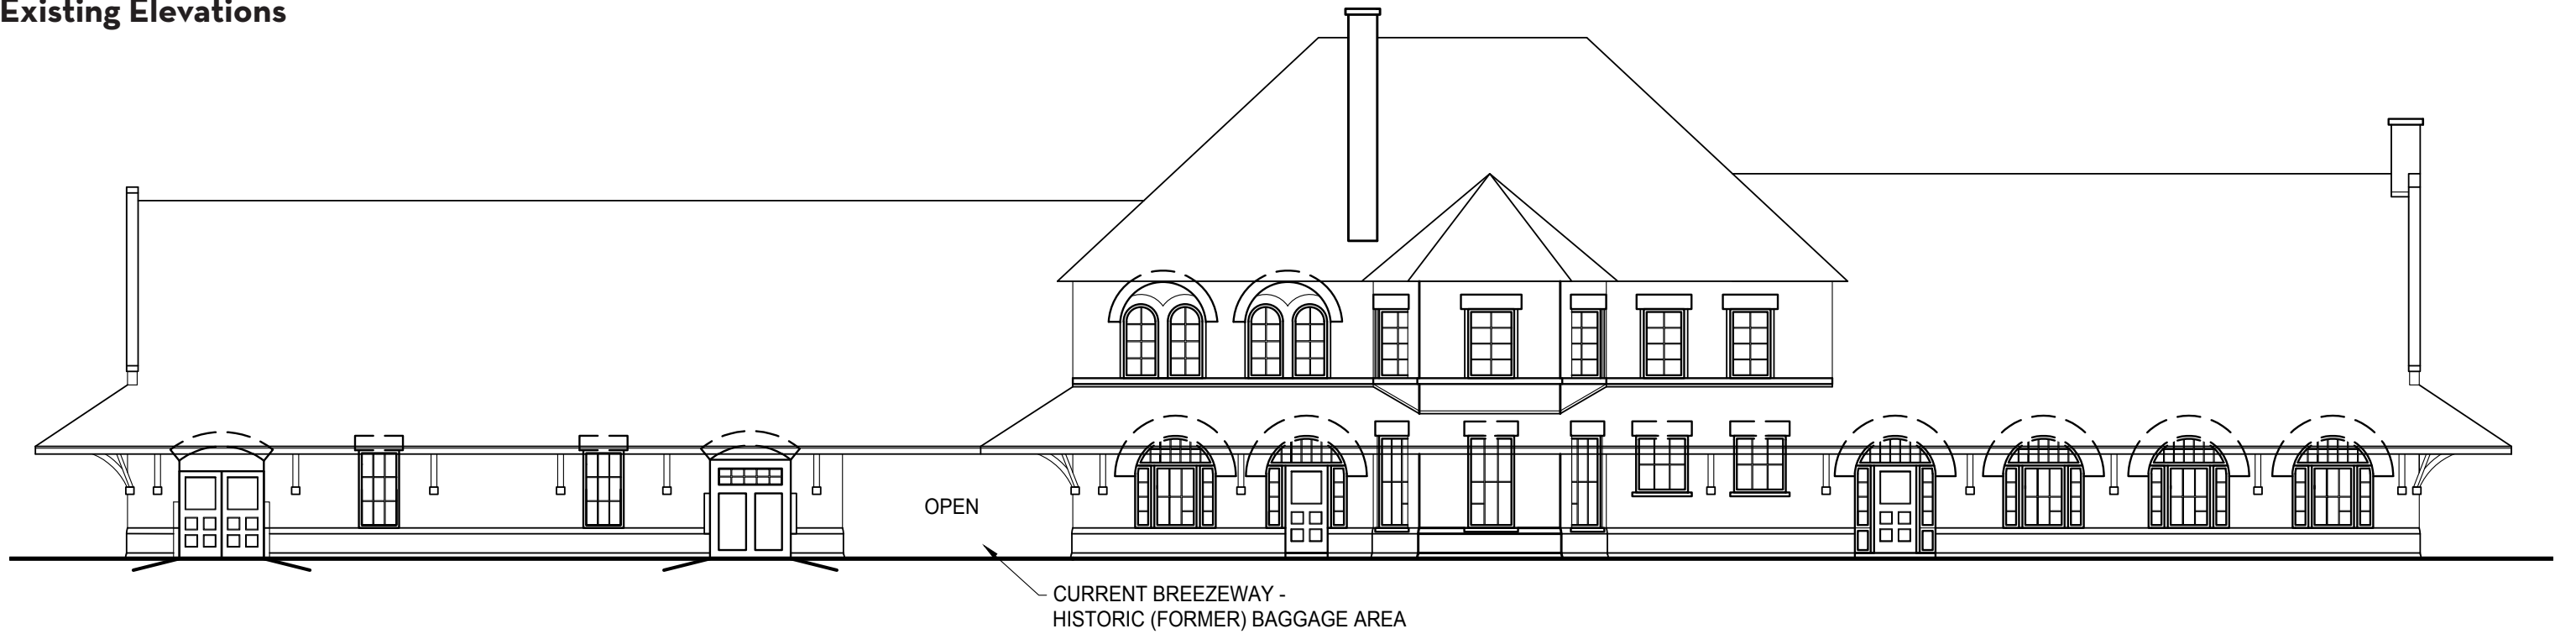 Existing Elevations
OPEN
CURRENT BREEZEWAY -
HISTORIC (FORMER) BAGGAGE AREA